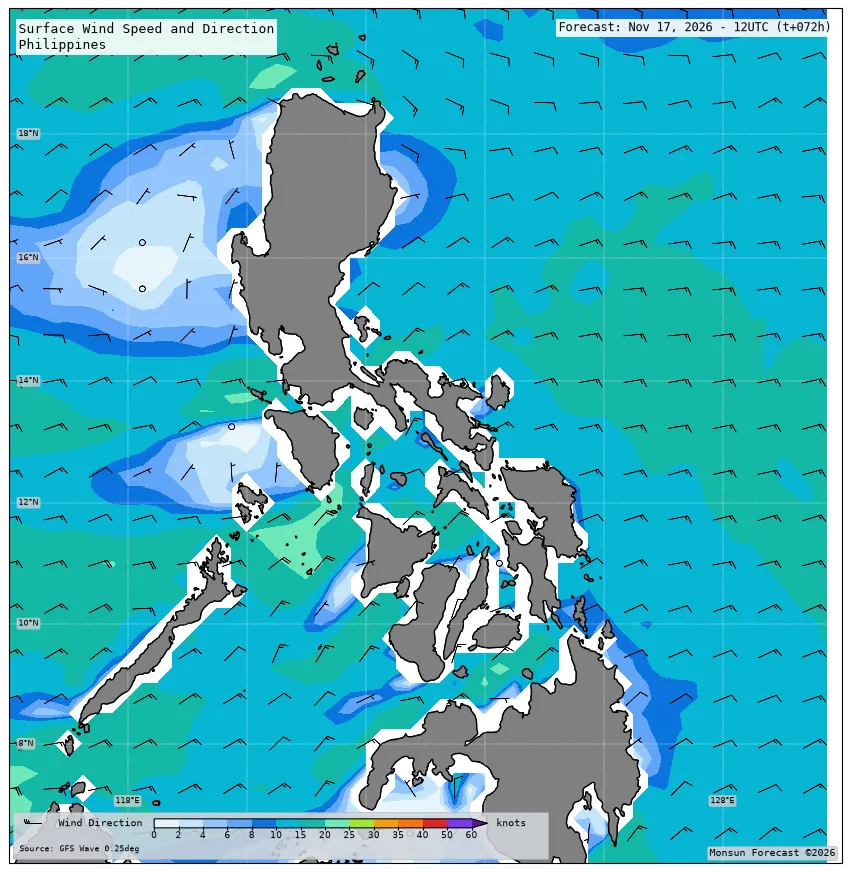 Surface Wind Speed and Direction
Philippines
Forecast: Nov 17, 2026 - 12UTC (t+072h)
18°N
16°N
14°N
12°N
10°N
8°N
118°E
128°E
Wind Direction
0 2 4 6 8 10 15 20 25 30 35 40 50 60
knots
Source: GFS Wave 0.25deg
Monsun Forecast ©2026